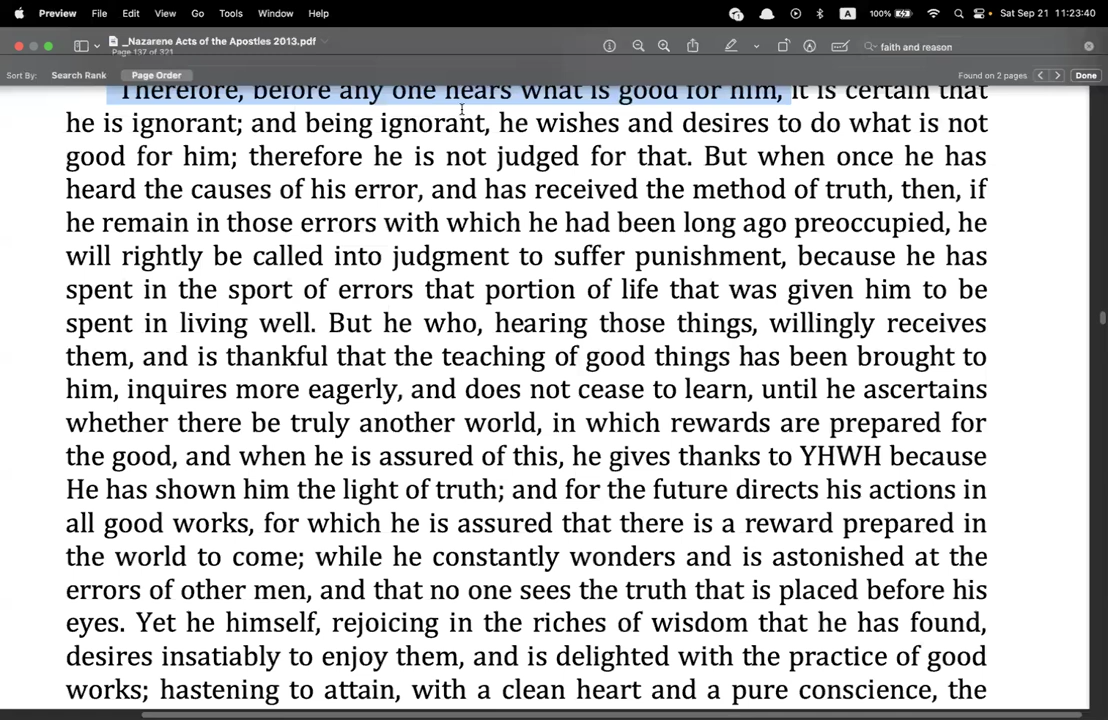 Preview File Edit View Go Tools Window Help 100% Sat Sep 21 11:23:40
_Nazarene Acts of the Apostles 2013.pdf
Page 137 of 321
faith and reason
Sort By: Search Rank Page Order Found on 2 pages Done
Therefore, before any one hears what is good for him, it is certain that
he is ignorant; and being ignorant, he wishes and desires to do what is not
good for him; therefore he is not judged for that. But when once he has
heard the causes of his error, and has received the method of truth, then, if
he remain in those errors with which he had been long ago preoccupied, he
will rightly be called into judgment to suffer punishment, because he has
spent in the sport of errors that portion of life that was given him to be
spent in living well. But he who, hearing those things, willingly receives
them, and is thankful that the teaching of good things has been brought to
him, inquires more eagerly, and does not cease to learn, until he ascertains
whether there be truly another world, in which rewards are prepared for
the good, and when he is assured of this, he gives thanks to YHWH because
He has shown him the light of truth; and for the future directs his actions in
all good works, for which he is assured that there is a reward prepared in
the world to come; while he constantly wonders and is astonished at the
errors of other men, and that no one sees the truth that is placed before his
eyes. Yet he himself, rejoicing in the riches of wisdom that he has found,
desires insatiably to enjoy them, and is delighted with the practice of good
works; hastening to attain, with a clean heart and a pure conscience, the